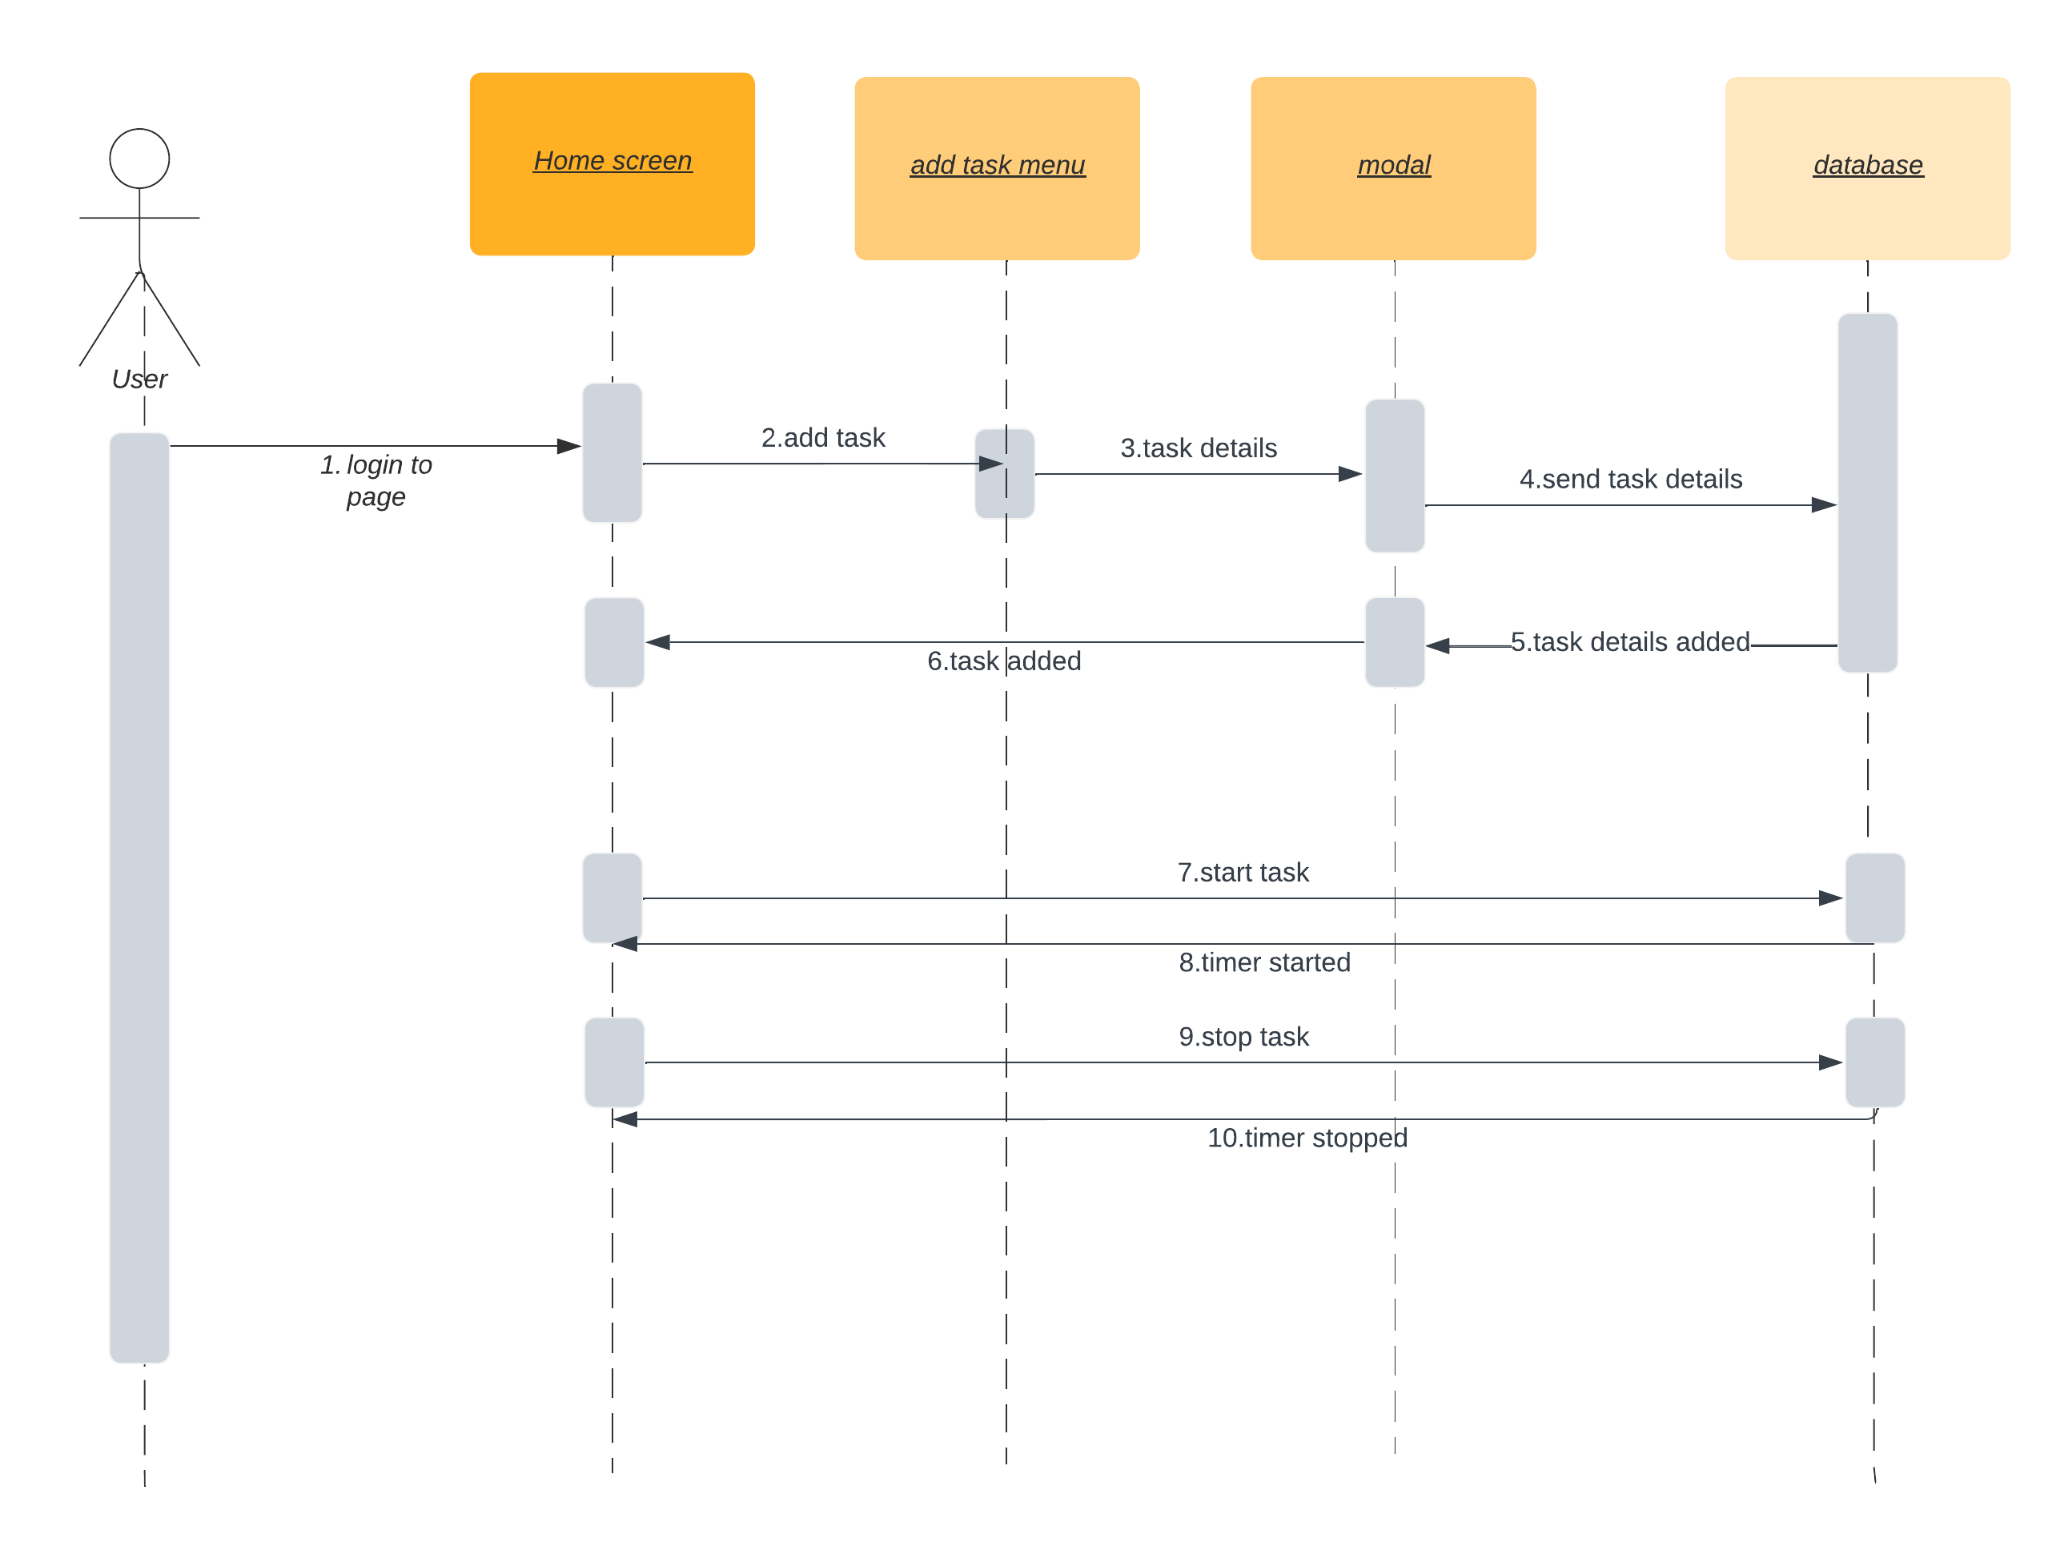 Home screen
add task menu
modal
database
User
1. login to
page
2.add task
3.task details
4.send task details
5.task details added
6.task added
7.start task
8.timer started
9.stop task
10.timer stopped